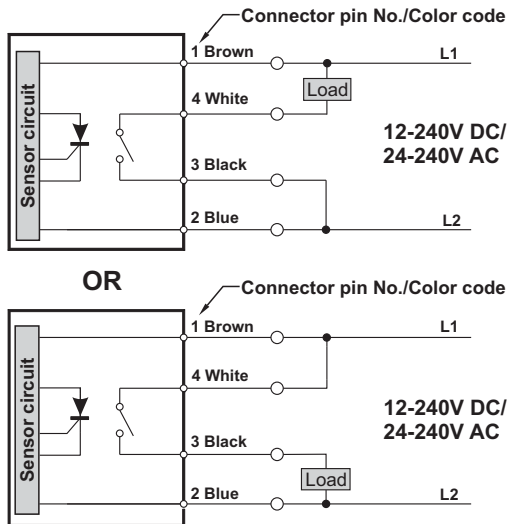 Connector pin No./Color code
1 Brown
L1
Load
4 White
Sensor circuit
12-240V DC/
24-240V AC
3 Black
2 Blue
L2
OR
Connector pin No./Color code
1 Brown
L1
4 White
Sensor circuit
12-240V DC/
24-240V AC
3 Black
Load
2 Blue
L2